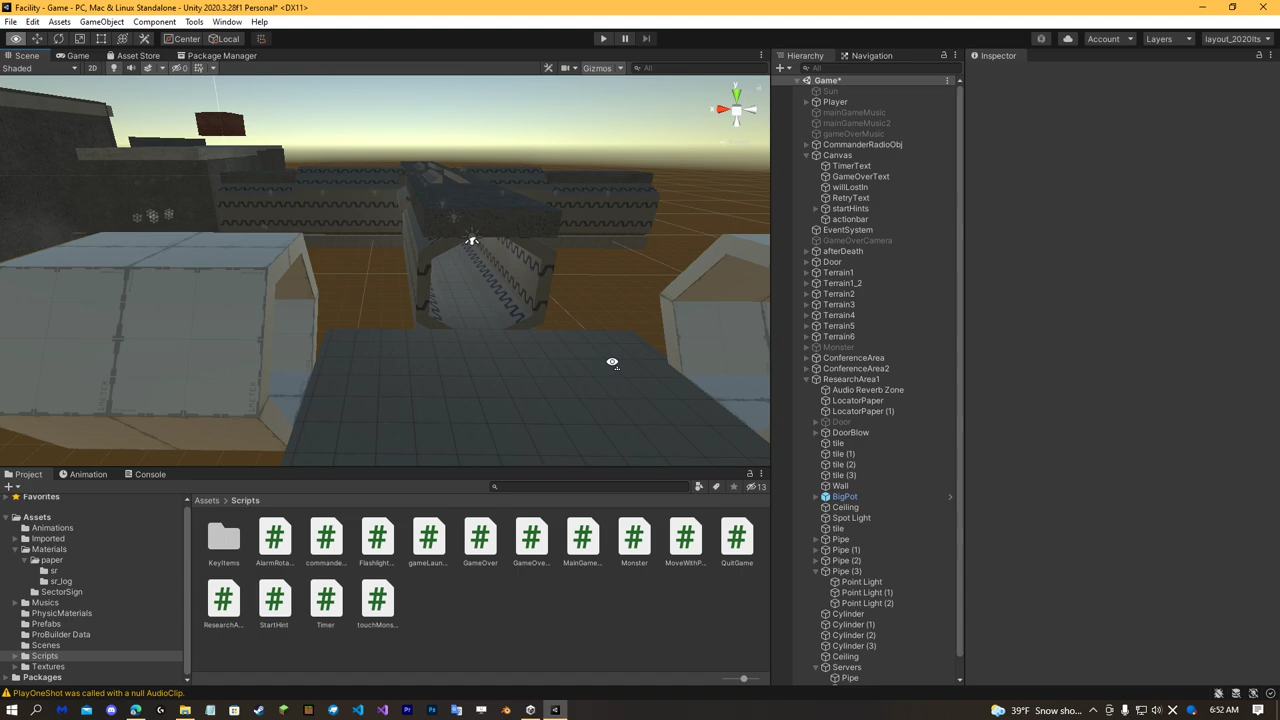 Facility - Game - PC, Mac & Linux Standalone - Unity 2020.3.28f1 Personal* <DX11>
File Edit Assets GameObject Component Tools Window Help
Center Local Account Layers layout_2020lts
Scene Game Asset Store Package Manager
Shaded 2D 0 Gizmos All
y
x
Hierarchy Navigation
All
Game*
Sun
Player
mainGameMusic
mainGameMusic2
gameOverMusic
CommanderRadioObj
Canvas
TimerText
GameOverText
willLostIn
RetryText
startHints
actionbar
EventSystem
GameOverCamera
afterDeath
Door
Terrain1
Terrain1_2
Terrain2
Terrain3
Terrain4
Terrain5
Terrain6
Monster
ConferenceArea
ConferenceArea2
ResearchArea1
Audio Reverb Zone
LocatorPaper
LocatorPaper (1)
Door
DoorBlow
tile
tile (1)
tile (2)
tile (3)
Wall
BigPot
Ceiling
Spot Light
tile
Pipe
Pipe (1)
Pipe (2)
Pipe (3)
Point Light
Point Light (1)
Point Light (2)
Cylinder
Cylinder (1)
Cylinder (2)
Cylinder (3)
Ceiling
Servers
Pipe
Inspector
Project Animation Console
13
Favorites
Assets
Animations
Imported
Materials
paper
sr
sr_log
SectorSign
Musics
PhysicMaterials
Prefabs
ProBuilder Data
Scenes
Scripts
Textures
Packages
Assets > Scripts
KeyItems AlarmRota... commande... Flashlight... gameLaun... GameOver GameOve... MainGame... Monster MoveWithP... QuitGame
ResearchA... StartHint Timer touchMons...
PlayOneShot was called with a null AudioClip.
39°F Snow sho... 6:52 AM